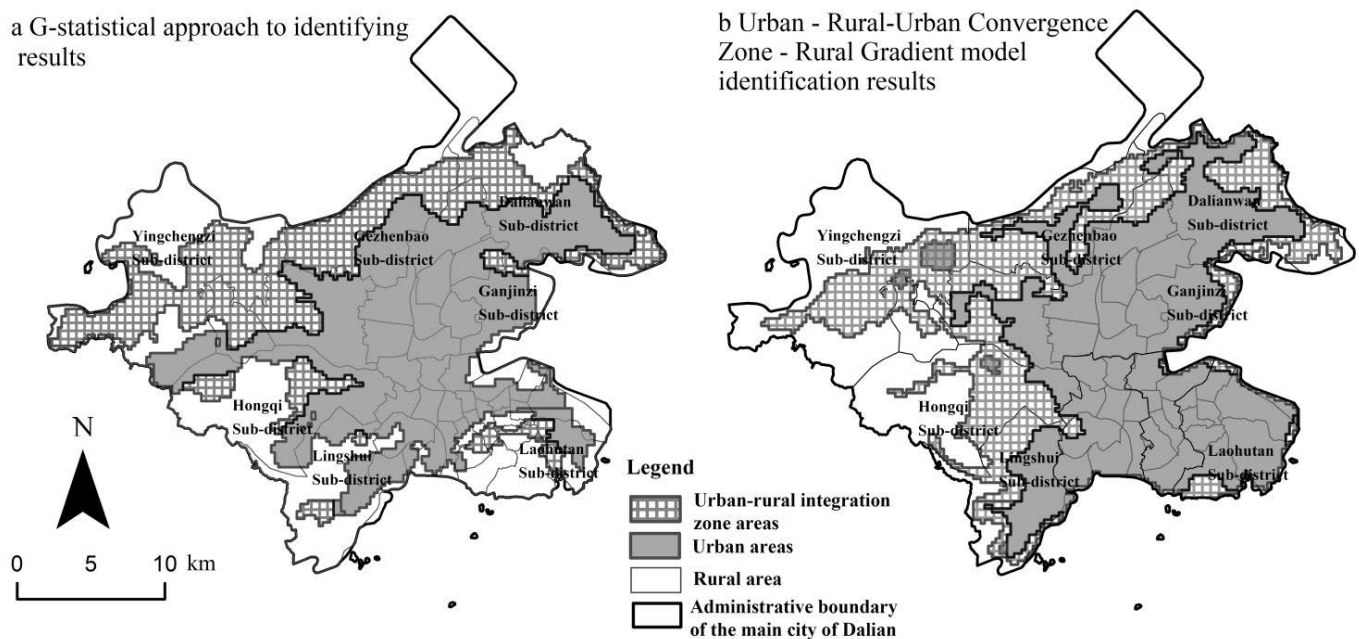 a G-statistical approach to identifying
results
b Urban - Rural-Urban Convergence
Zone - Rural Gradient model
identification results
Dalianwan
Sub-district
Yingchengzi
Sub-district
Gezhenbao
Sub-district
Ganjinzi
Sub-district
Hongqi
Sub-district
Lingshui
Sub-district
Laohutan
Sub-district
Dalianwan
Sub-district
Yingchengzi
Sub-district
Gezhenbao
Sub-district
Ganjinzi
Sub-district
Hongqi
Sub-district
Lingshui
Sub-district
Laohutan
Sub-district
N
0 5 10 km
Legend
Urban-rural integration
zone areas
Urban areas
Rural area
Administrative boundary
of the main city of Dalian